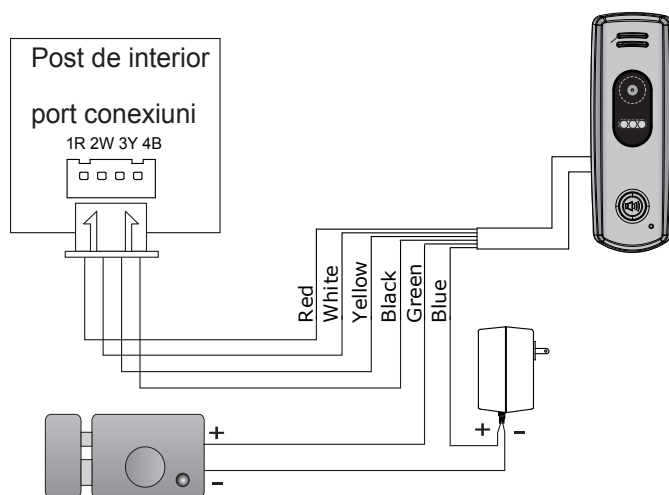 Post de interior
port conexiuni
1R 2W 3Y 4B
Red
White
Yellow
Black
Green
Blue
+ -
+
-